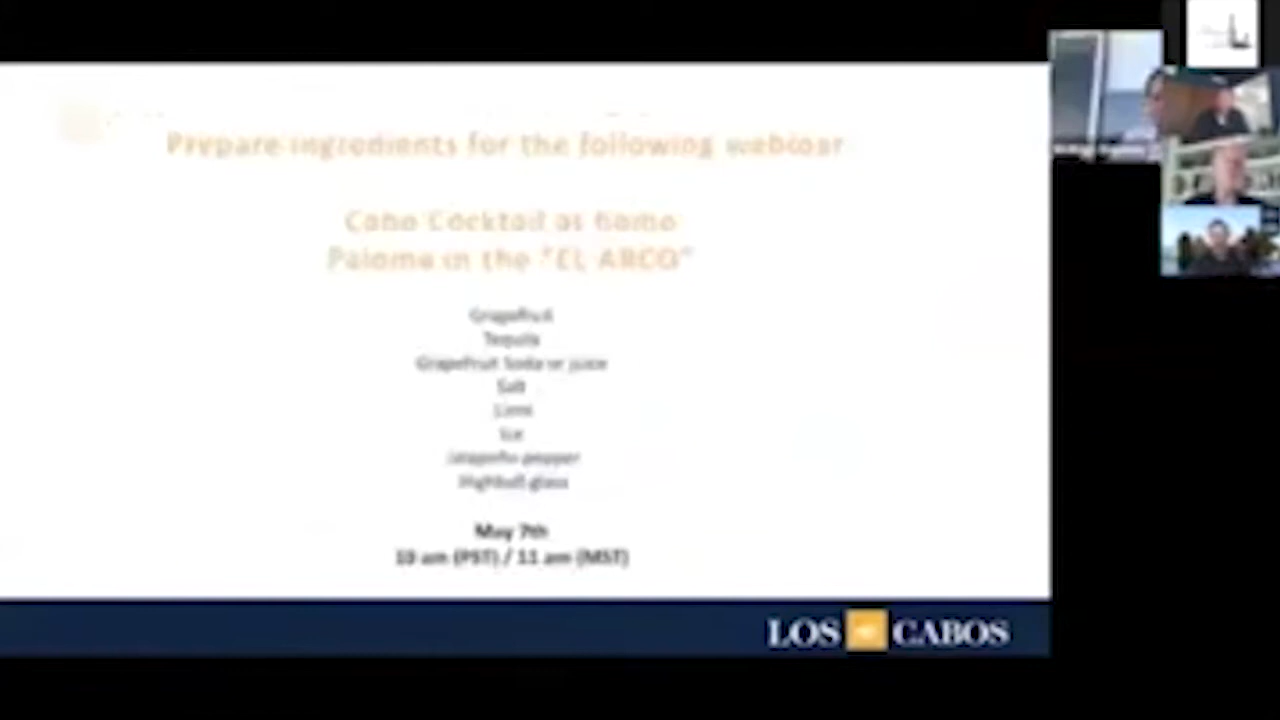 Prepare ingredients for the following webinar
Cabo Cocktail at home
Paloma in the "EL ARCO"
Grapefruit
Tequila
Grapefruit Soda or juice
Salt
Lime
Ice
Jalapeño pepper
Highball glass
May 7th
10 am (PST) / 11 am (MST)
LOS CABOS